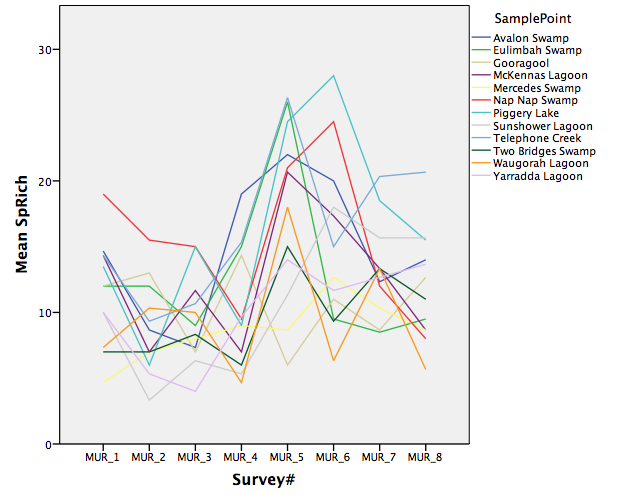 SamplePoint
Avalon Swamp
Eulimbah Swamp
Gooragool
McKennas Lagoon
Mercedes Swamp
Nap Nap Swamp
Piggery Lake
Sunshower Lagoon
Telephone Creek
Two Bridges Swamp
Waugorah Lagoon
Yarradda Lagoon
Mean SpRich
30
20
10
0
MUR_1 MUR_2 MUR_3 MUR_4 MUR_5 MUR_6 MUR_7 MUR_8
Survey#